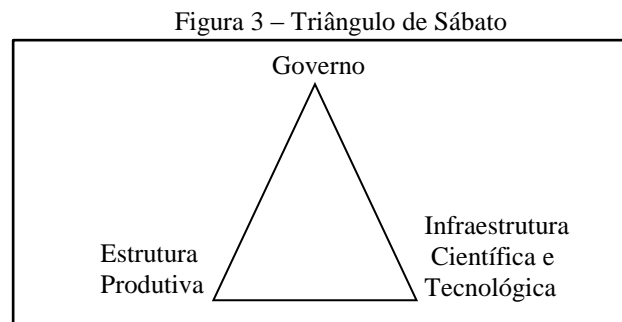 Figura 3 – Triângulo de Sábato
Governo
Estrutura
Produtiva
Infraestrutura
Científica e
Tecnológica